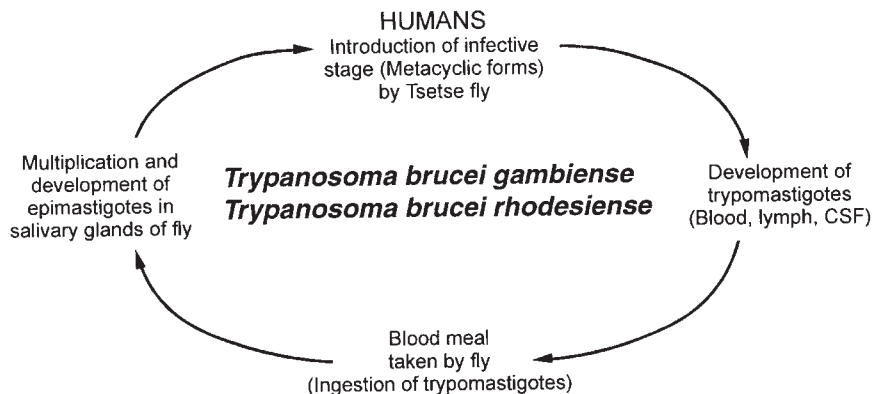 HUMANS
Introduction of infective
stage (Metacyclic forms)
by Tsetse fly
Development of
trypomastigotes
(Blood, lymph, CSF)
Blood meal
taken by fly
(Ingestion of trypomastigotes)
Multiplication and
development of
epimastigotes in
salivary glands of fly
Trypanosoma brucei gambiense
Trypanosoma brucei rhodesiense